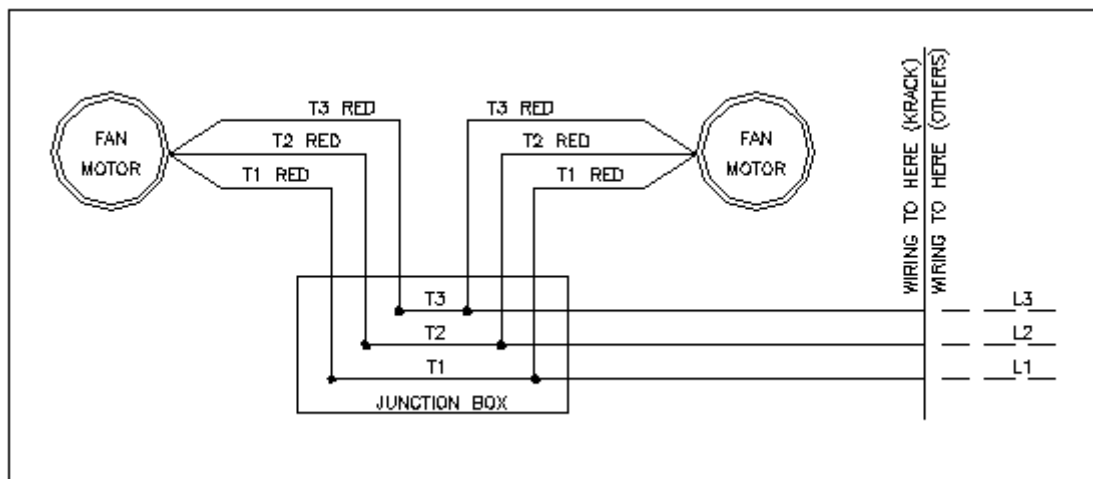 FAN
MOTOR
T3 RED
T2 RED
T1 RED
T3 RED
T2 RED
T1 RED
FAN
MOTOR
WIRING TO HERE (KRACK)
WIRING TO HERE (OTHERS)
T3
T2
T1
JUNCTION BOX
L3
L2
L1